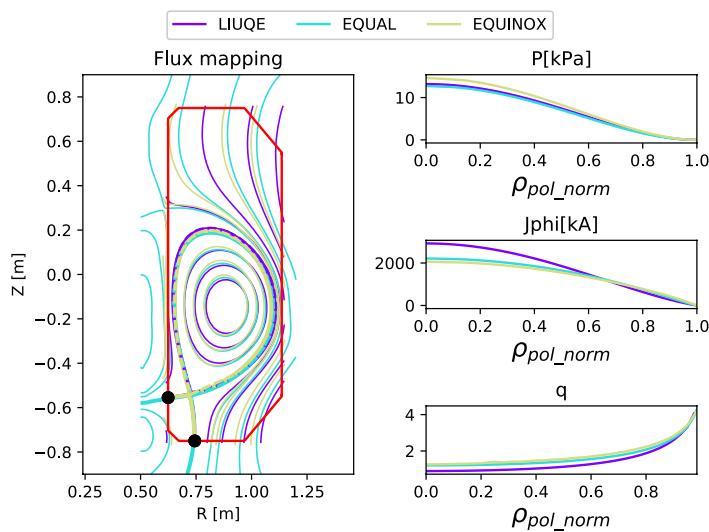 LIUQE EQUAL EQUINOX
Flux mapping
0.8
0.6
0.4
0.2
0.0
−0.2
−0.4
−0.6
−0.8
Z [m]
0.25 0.50 0.75 1.00 1.25
R [m]
P[kPa]
10
0
0.0 0.2 0.4 0.6 0.8 1.0
ρpol_norm
Jphi[kA]
2000
0
0.0 0.2 0.4 0.6 0.8 1.0
ρpol_norm
q
4
2
0.0 0.2 0.4 0.6 0.8
ρpol_norm